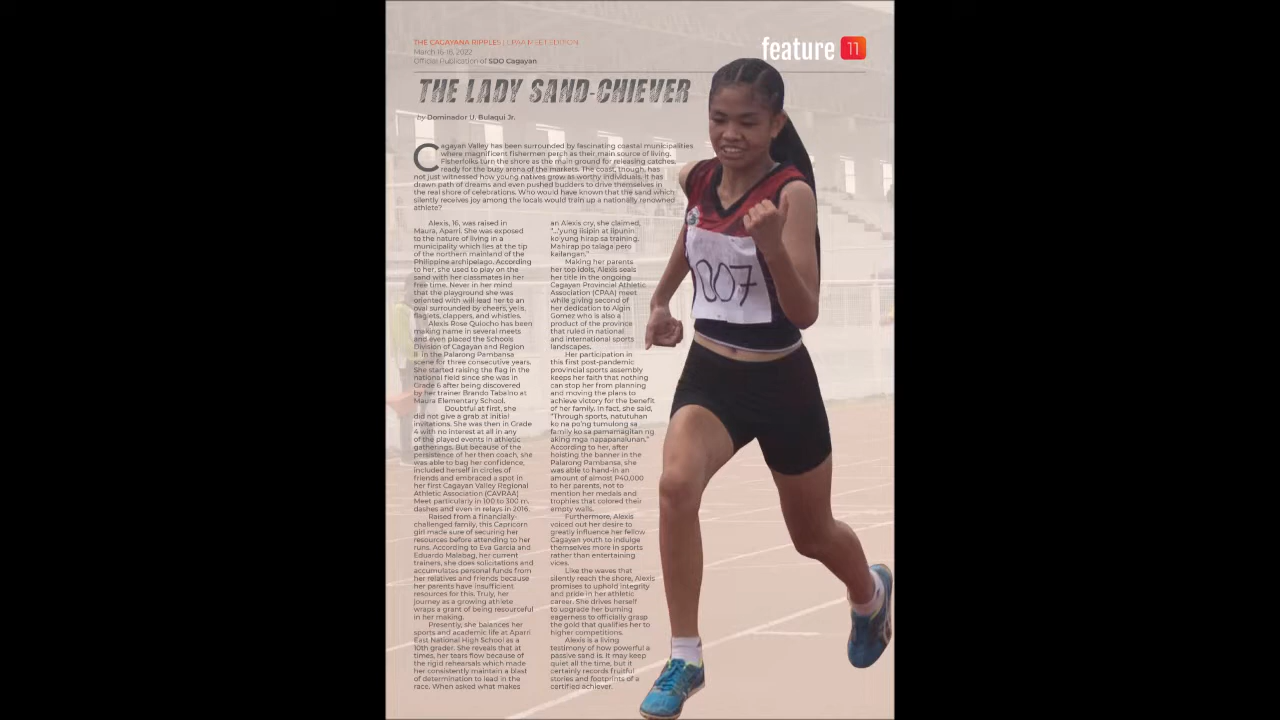 THE CAGAYANA RIPPLES | CPAA MEET EDITION
March 16-18, 2022
Official Publication of SDO Cagayan
feature 11
THE LADY SAND-CHIEVER
by Dominador U. Bulaqui Jr.
Cagayan Valley has been surrounded by fascinating coastal municipalities
where magnificent fishermen perch as their main source of living.
Fisherfolks turn the shore as the main ground for releasing catches,
ready for the busy arena of the markets. The coast, though, has
not just witnessed how young natives grow as worthy individuals. It has
drawn path of dreams and even pushed budders to drive themselves in
the real shore of celebrations. Who would have known that the sand which
silently receives joy among the locals would train up a nationally renowned
athlete?
Alexis, 16, was raised in
Maura, Aparri. She was exposed
to the nature of living in a
municipality which lies at the tip
of the northern mainland of the
Philippine archipelago. According
to her, she used to play on the
sand with her classmates in her
free time. Never in her mind
that the playground she was
oriented with will lead her to an
oval surrounded by cheers, yells,
flaglets, clappers, and whistles.
Alexis Rose Quiocho has been
making name in several meets
and even placed the Schools
Division of Cagayan and Region
II in the Palarong Pambansa
scene for three consecutive years.
She started raising the flag in the
national field since she was in
Grade 6 after being discovered
by her trainer Brando Tabalno at
Maura Elementary School.
Doubtful at first, she
did not give a grab at initial
invitations. She was then in Grade
4 with no interest at all in any
of the played events in athletic
gatherings. But because of the
persistence of her then coach, she
was able to bag her confidence,
included herself in circles of
friends and embraced a spot in
her first Cagayan Valley Regional
Athletic Association (CAVRAA)
Meet particularly in 100 to 300 m.
dashes and even in relays in 2016.
Raised from a financially-
challenged family, this Capricorn
girl made sure of securing her
resources before attending to her
runs. According to Eva Garcia and
Eduardo Malabag, her current
trainers, she does solicitations and
accumulates personal funds from
her relatives and friends because
her parents have insufficient
resources for this. Truly, her
journey as a growing athlete
wraps a grant of being resourceful
in her making.
Presently, she balances her
sports and academic life at Aparri
East National High School as a
10th grader. She reveals that at
times, her tears flow because of
the rigid rehearsals which made
her consistently maintain a blast
of determination to lead in the
race. When asked what makes
an Alexis cry, she claimed,
"...'yung iisipin at iipunin
ko 'yung hirap sa training.
Mahirap po talaga pero
kailangan."
Making her parents
her top idols, Alexis seals
her title in the ongoing
Cagayan Provincial Athletic
Association (CPAA) meet
while giving second of
her dedication to Aigin
Gomez who is also a
product of the province
that ruled in national
and international sports
landscapes.
Her participation in
this first post-pandemic
provincial sports assembly
keeps her faith that nothing
can stop her from planning
and moving the plans to
achieve victory for the benefit
of her family. In fact, she said,
"Through sports, natutuhan
ko na po'ng tumulong sa
family ko sa pamamagitan ng
aking mga napapanalunan."
According to her, after
hoisting the banner in the
Palarong Pambansa, she
was able to hand-in an
amount of almost P40,000
to her parents, not to
mention her medals and
trophies that colored their
empty walls.
Furthermore, Alexis
voiced out her desire to
greatly influence her fellow
Cagayan youth to indulge
themselves more in sports
rather than entertaining
vices.
Like the waves that
silently reach the shore, Alexis
promises to uphold integrity
and pride in her athletic
career. She drives herself
to upgrade her burning
eagerness to officially grasp
the gold that qualifies her to
higher competitions.
Alexis is a living
testimony of how powerful a
passive sand is. It may keep
quiet all the time, but it
certainly records fruitful
stories and footprints of a
certified achiever.
007